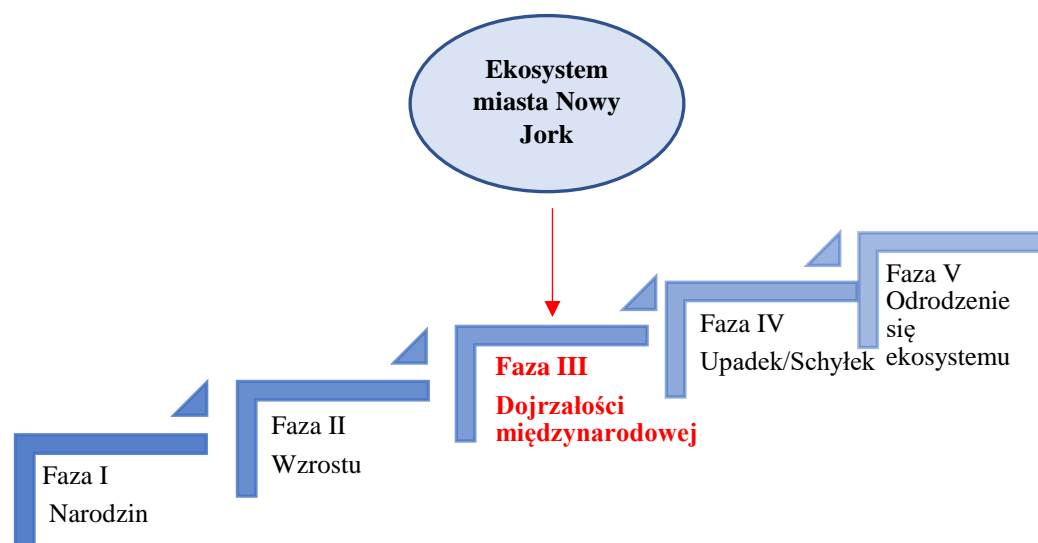 Ekosystem
miasta Nowy
Jork
Faza I
Narodzin
Faza II
Wzrostu
Faza III
Dojrzałości
międzynarodowej
Faza IV
Upadek/Schyłek
Faza V
Odrodzenie
się
ekosystemu